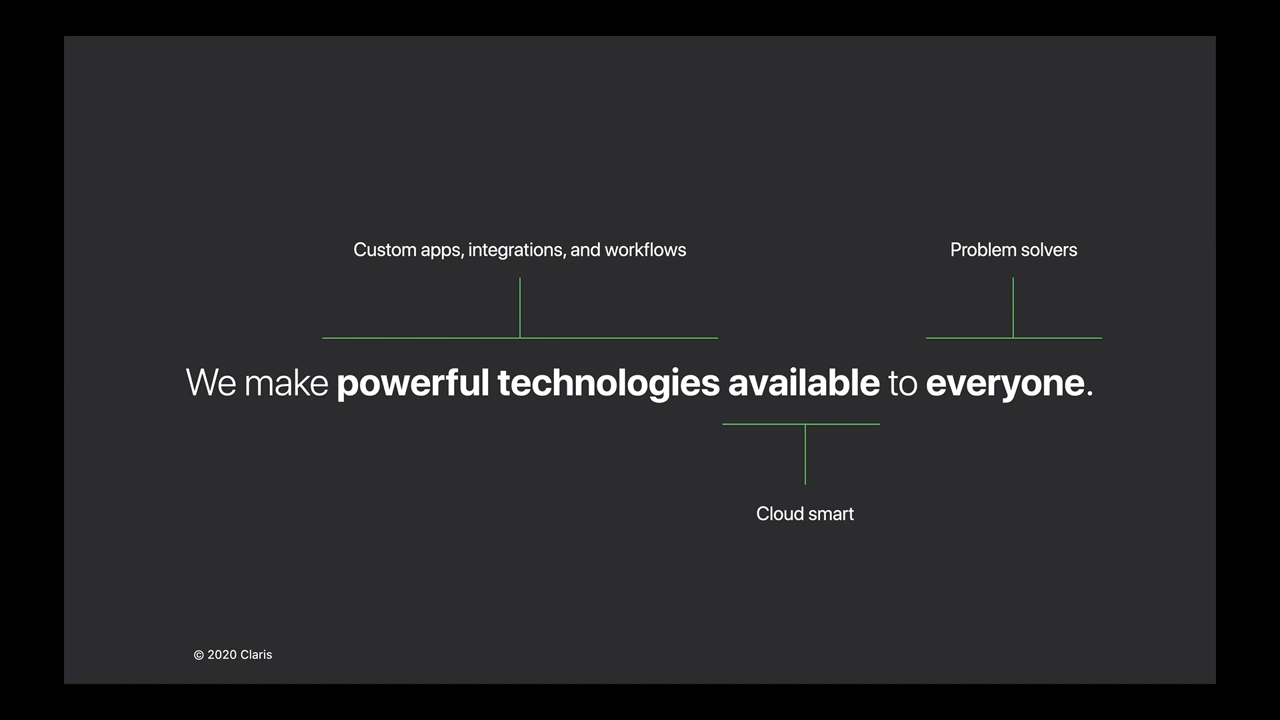 Custom apps, integrations, and workflows
Problem solvers
We make powerful technologies available to everyone.
Cloud smart
© 2020 Claris